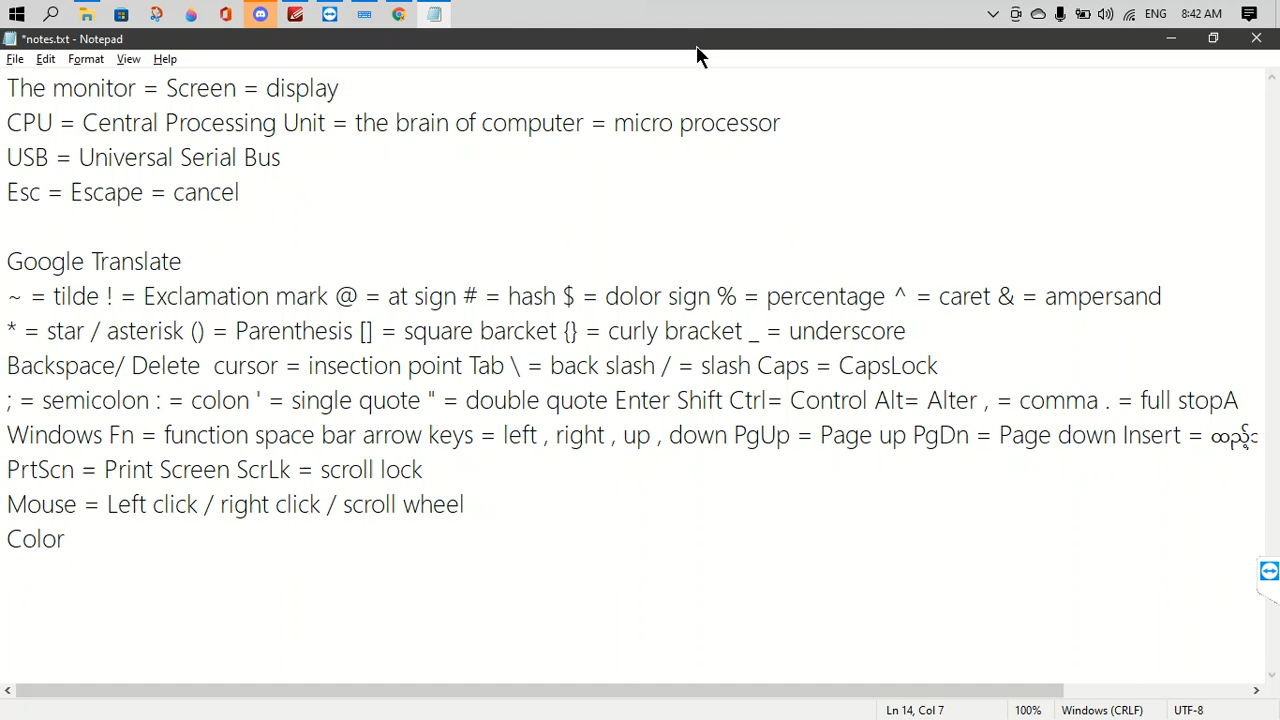 ENG 8:42 AM
*notes.txt - Notepad
File Edit Format View Help
The monitor = Screen = display
CPU = Central Processing Unit = the brain of computer = micro processor
USB = Universal Serial Bus
Esc = Escape = cancel
Google Translate
~ = tilde ! = Exclamation mark @ = at sign # = hash $ = dolor sign % = percentage ^ = caret & = ampersand
* = star / asterisk () = Parenthesis [] = square barcket {} = curly bracket _ = underscore
Backspace/ Delete  cursor = insection point Tab \ = back slash / = slash Caps = CapsLock
; = semicolon : = colon ' = single quote " = double quote Enter Shift Ctrl= Control Alt= Alter , = comma . = full stopA
Windows Fn = function space bar arrow keys = left , right , up , down PgUp = Page up PgDn = Page down Insert =
PrtScn = Print Screen ScrLk = scroll lock
Mouse = Left click / right click / scroll wheel
Color
Ln 14, Col 7 100% Windows (CRLF) UTF-8